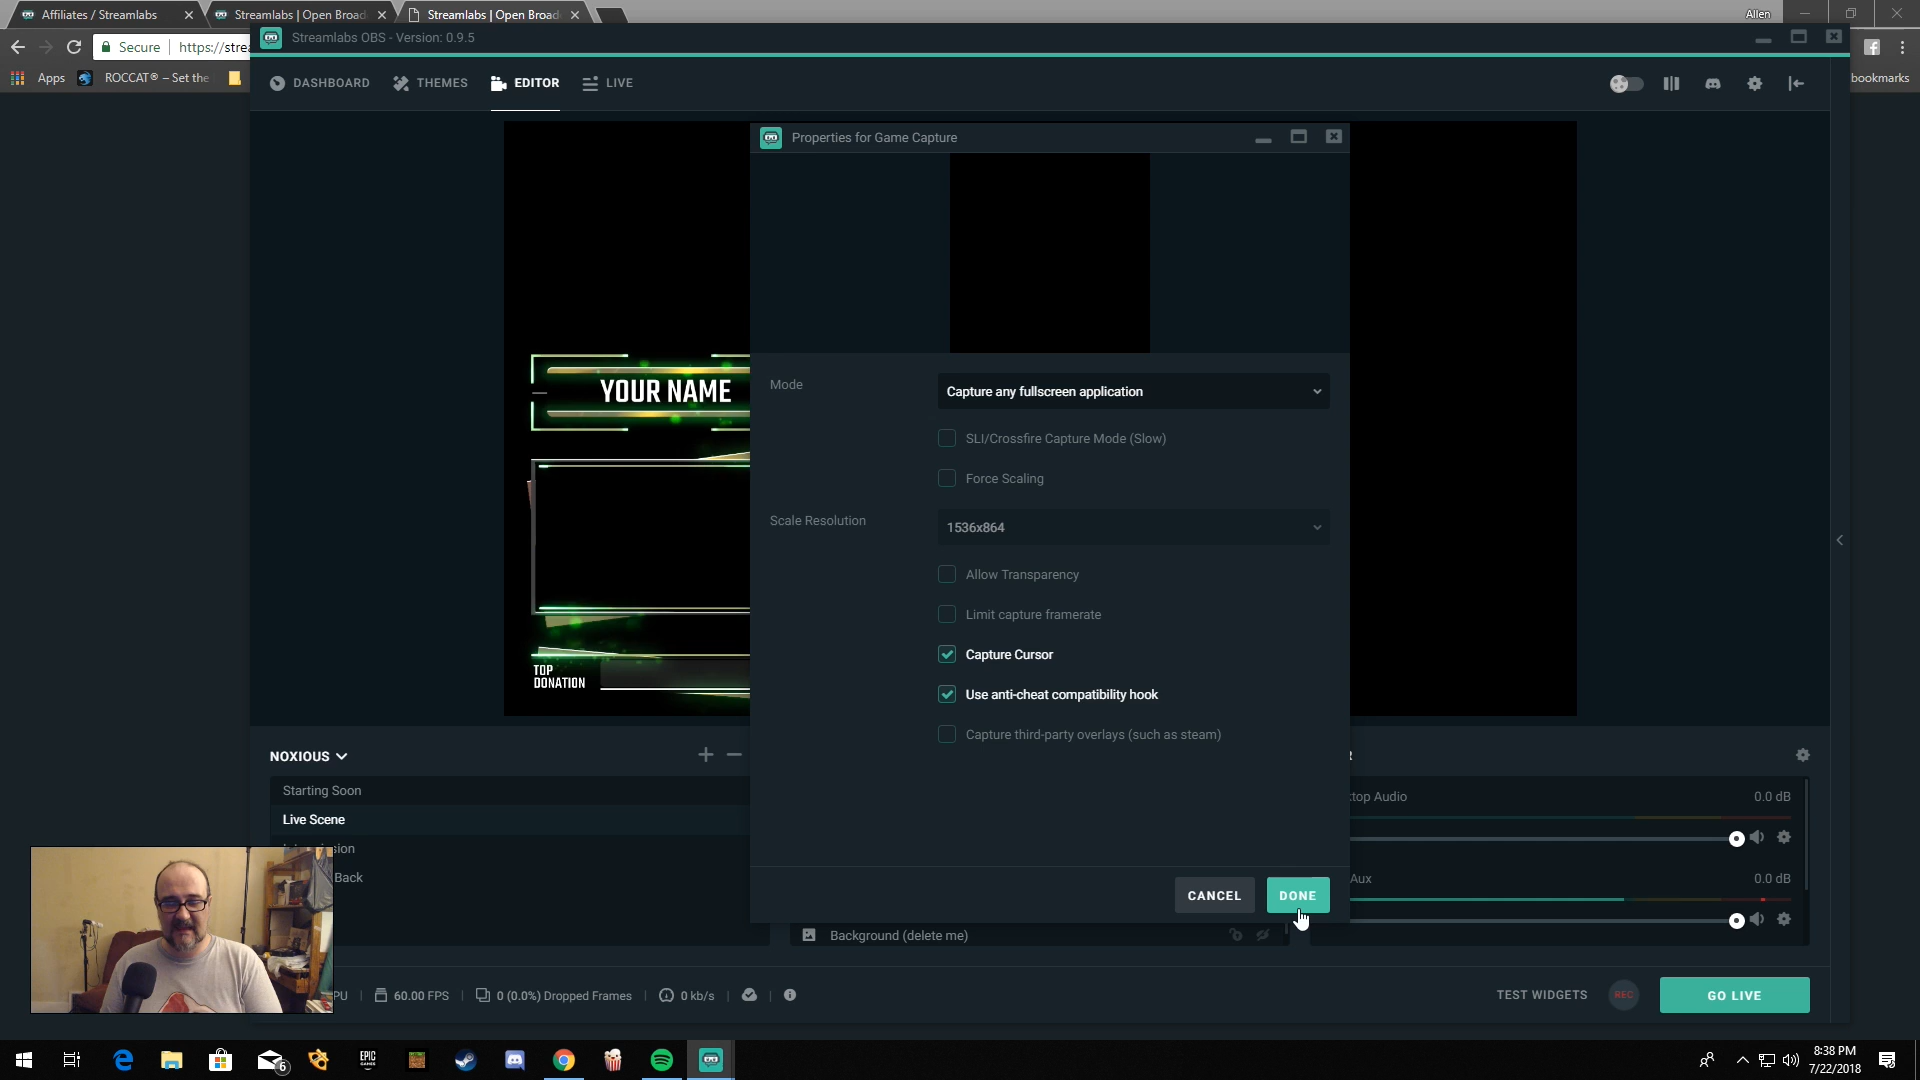 Affiliates / Streamlabs
Streamlabs | Open Broad
Streamlabs | Open Broad
Allen
Secure
https://strea
Apps
ROCCAT® – Set the
bookmarks
Streamlabs OBS - Version: 0.9.5
DASHBOARD
THEMES
EDITOR
LIVE
Properties for Game Capture
Mode
Capture any fullscreen application
SLI/Crossfire Capture Mode (Slow)
Force Scaling
Scale Resolution
1536x864
Allow Transparency
Limit capture framerate
Capture Cursor
Use anti-cheat compatibility hook
Capture third-party overlays (such as steam)
CANCEL
DONE
YOUR NAME
TOP
DONATION
NOXIOUS
Starting Soon
Live Scene
sion
Back
Background (delete me)
R
top Audio
0.0 dB
Aux
0.0 dB
PU
60.00 FPS
0 (0.0%) Dropped Frames
0 kb/s
TEST WIDGETS
REC
GO LIVE
EPIC
GAMES
6
8:38 PM
7/22/2018